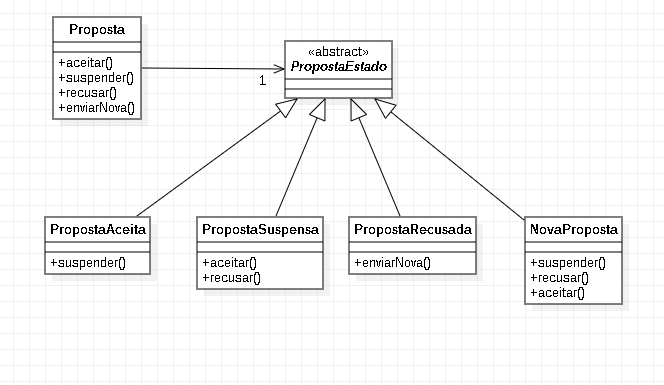 Proposta
+aceitar()
+suspender()
+recusar()
+enviarNova()
1
«abstract»
PropostaEstado
PropostaAceita
+suspender()
PropostaSuspensa
+aceitar()
+recusar()
PropostaRecusada
+enviarNova()
NovaProposta
+suspender()
+recusar()
+aceitar()